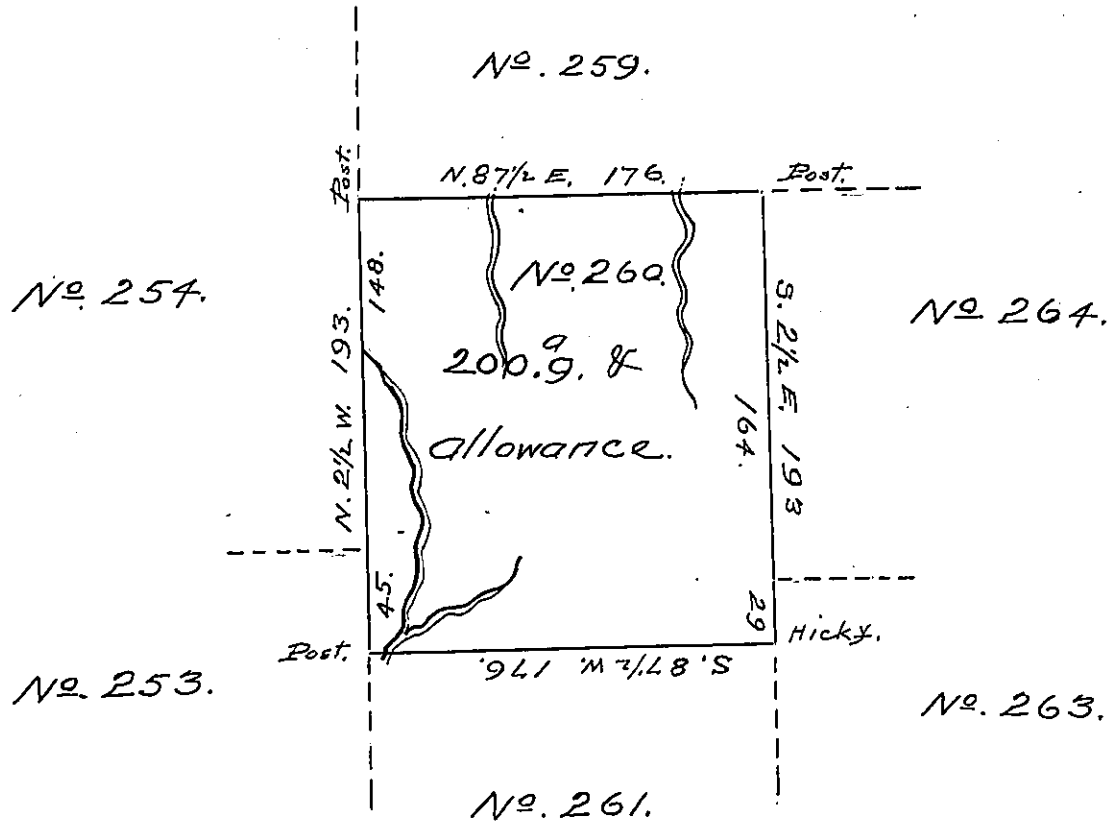 Nº. 259.
Post.
N. 87½ E. 176.
Post.
Nº. 254.
148.
Nº. 260.
S. 2½ E. 193
Nº. 264.
N. 2½ W. 193.
200.a9. &
164.
allowance.
45.
29
Hicky.
Post.
S. 87½ W. 176.
Nº. 253.
Nº. 263.
Nº. 261.